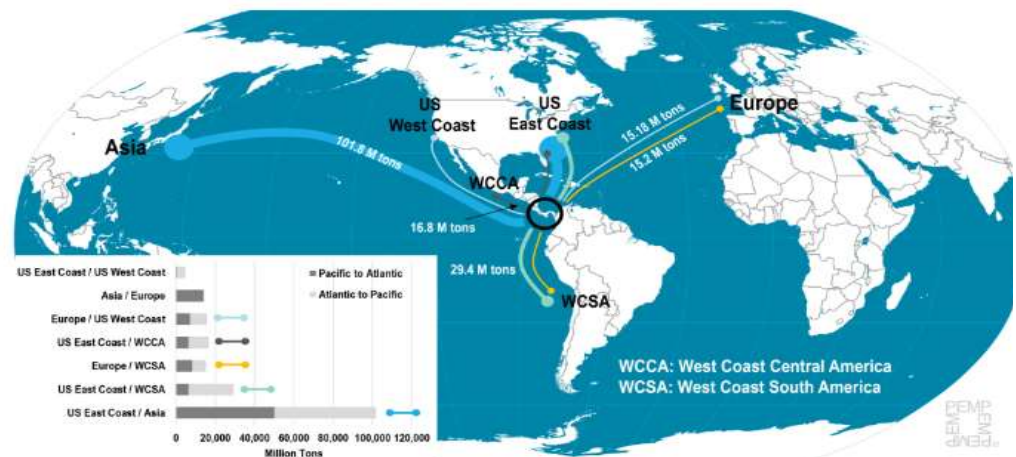 US
West Coast
US
East Coast
Europe
Asia
101.8 M tons
15.18 M tons
15.2 M tons
WCCA
16.8 M tons
29.4 M tons
WCSA
US East Coast / US West Coast
Asia / Europe
Europe / US West Coast
US East Coast / WCCA
Europe / WCSA
US East Coast / WCSA
US East Coast / Asia
Pacific to Atlantic
Atlantic to Pacific
0 20,000 40,000 60,000 80,000 100,000 120,000
Million Tons
WCCA: West Coast Central America
WCSA: West Coast South America
PEMP